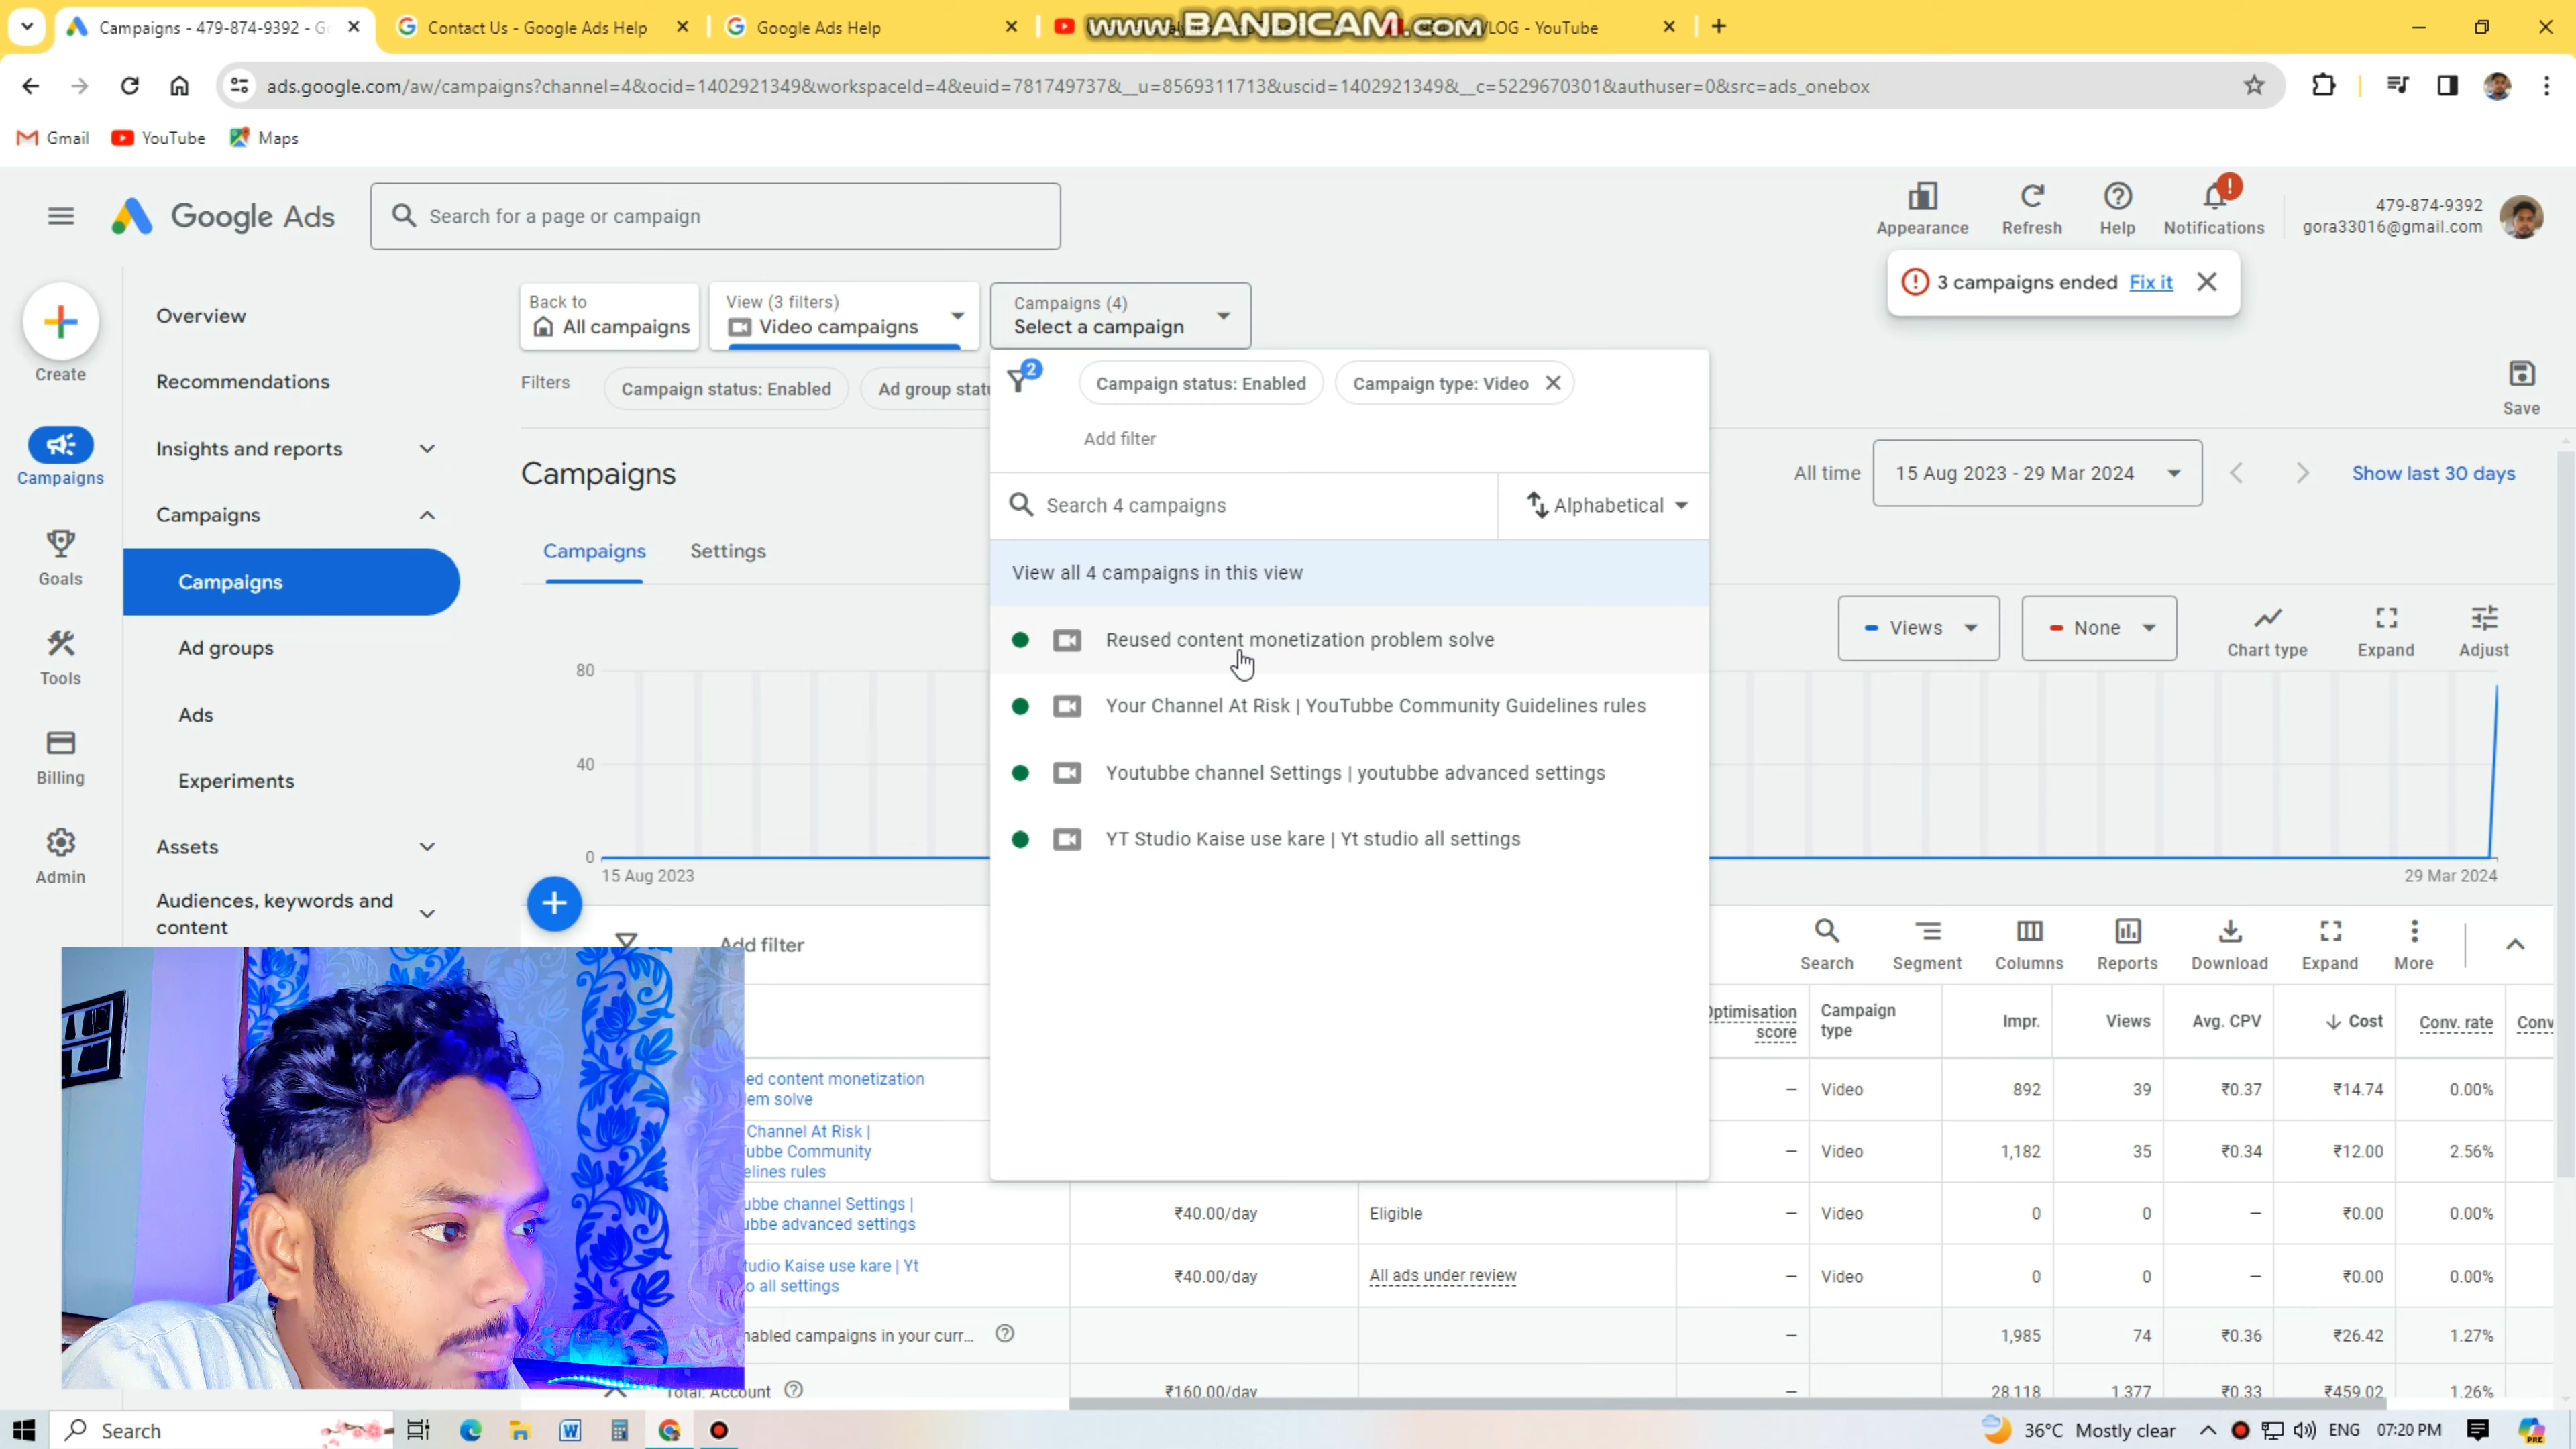 Campaigns - 479-874-9392 - G
Contact Us - Google Ads Help
Google Ads Help
www.BANDICAM.com
LOG - YouTube
ads.google.com/aw/campaigns?channel=4&ocid=1402921349&workspaceId=4&euid=781749737&__u=8569311713&uscid=1402921349&__c=5229670301&authuser=0&src=ads_onebox
Gmail
YouTube
Maps
Google Ads
Search for a page or campaign
Appearance
Refresh
Help
Notifications
479-874-9392
gora33016@gmail.com
3 campaigns ended Fix it
Create
Campaigns
Goals
Tools
Billing
Admin
Overview
Recommendations
Insights and reports
Campaigns
Campaigns
Ad groups
Ads
Experiments
Assets
Audiences, keywords and
content
Back to
All campaigns
View (3 filters)
Video campaigns
Campaigns (4)
Select a campaign
Filters
Campaign status: Enabled
Ad group statu
2
Campaign status: Enabled
Campaign type: Video
Add filter
Save
Campaigns
Search 4 campaigns
Alphabetical
All time
15 Aug 2023 - 29 Mar 2024
Show last 30 days
Campaigns
Settings
View all 4 campaigns in this view
Reused content monetization problem solve
Your Channel At Risk | YouTubbe Community Guidelines rules
Youtubbe channel Settings | youtubbe advanced settings
YT Studio Kaise use kare | Yt studio all settings
Views
None
Chart type
Expand
Adjust
80
40
0
15 Aug 2023
29 Mar 2024
Add filter
Search
Segment
Columns
Reports
Download
Expand
More
Optimisation
score
Campaign
type
Impr.
Views
Avg. CPV
Cost
Conv. rate
Conv
ed content monetization
em solve
– Video 892 39 ₹0.37 ₹14.74 0.00%
Channel At Risk |
ubbe Community
elines rules
– Video 1,182 35 ₹0.34 ₹12.00 2.56%
ubbe channel Settings |
ubbe advanced settings
₹40.00/day Eligible – Video 0 0 – ₹0.00 0.00%
tudio Kaise use kare | Yt
o all settings
₹40.00/day All ads under review – Video 0 0 – ₹0.00 0.00%
nabled campaigns in your curr... – 1,985 74 ₹0.36 ₹26.42 1.27%
Total: Account ₹160.00/day – 28,118 1,377 ₹0.33 ₹459.02 1.26%
Search
36°C Mostly clear
ENG
07:20 PM
PRE